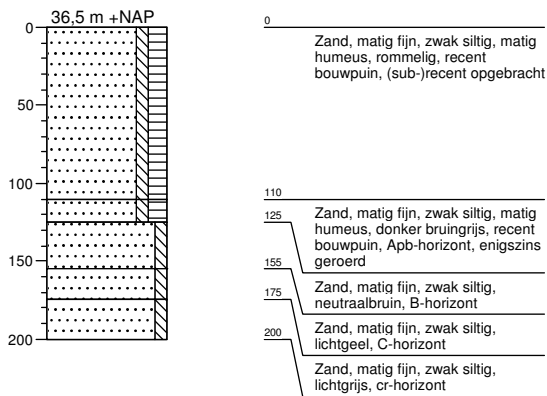 36,5 m +NAP
0
50
100
150
200
0
Zand, matig fijn, zwak siltig, matig
humeus, rommelig, recent
bouwpuin, (sub-)recent opgebracht
110
Zand, matig fijn, zwak siltig, matig
humeus, donker bruingrijs, recent
bouwpuin, Apb-horizont, enigszins
geroerd
125
Zand, matig fijn, zwak siltig,
neutraalbruin, B-horizont
155
Zand, matig fijn, zwak siltig,
lichtgeel, C-horizont
175
Zand, matig fijn, zwak siltig,
lichtgrijs, cr-horizont
200